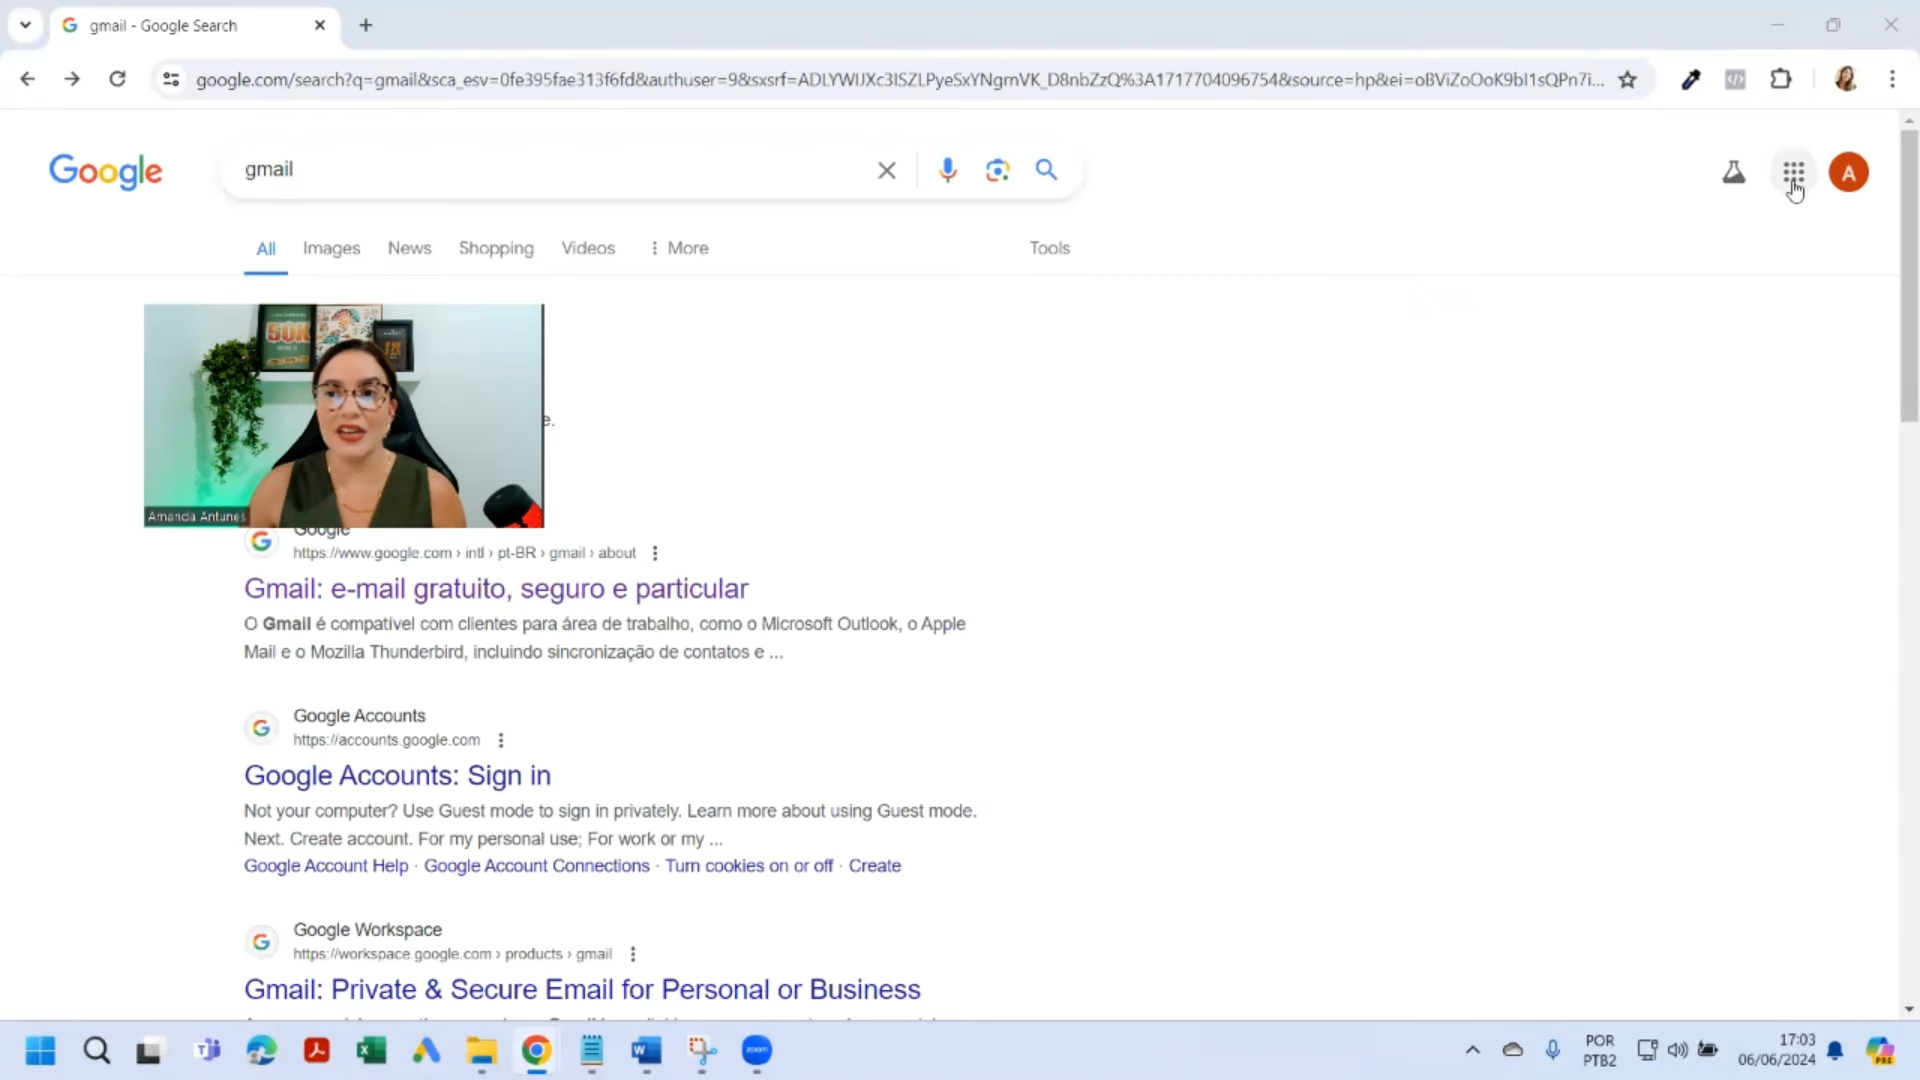 gmail - Google Search
google.com/search?q=gmail&sca_esv=0fe395fae313f6fd&authuser=9&sxsrf=ADLYWIJXc3ISZLPyeSxYNgrnVK_D8nbZzQ%3A1717704096754&source=hp&ei=oBViZoOoK9bI1sQPn7i...
Google
gmail
A
All Images News Shopping Videos More Tools
50K
e.
Amanda Antunes
Google
https://www.google.com › intl › pt-BR › gmail › about
Gmail: e-mail gratuito, seguro e particular
O Gmail é compatível com clientes para área de trabalho, como o Microsoft Outlook, o Apple
Mail e o Mozilla Thunderbird, incluindo sincronização de contatos e ...
Google Accounts
https://accounts.google.com
Google Accounts: Sign in
Not your computer? Use Guest mode to sign in privately. Learn more about using Guest mode.
Next. Create account. For my personal use; For work or my ...
Google Account Help · Google Account Connections · Turn cookies on or off · Create
Google Workspace
https://workspace.google.com › products › gmail
Gmail: Private & Secure Email for Personal or Business
zoom
POR
PTB2
17:03
06/06/2024
PRE